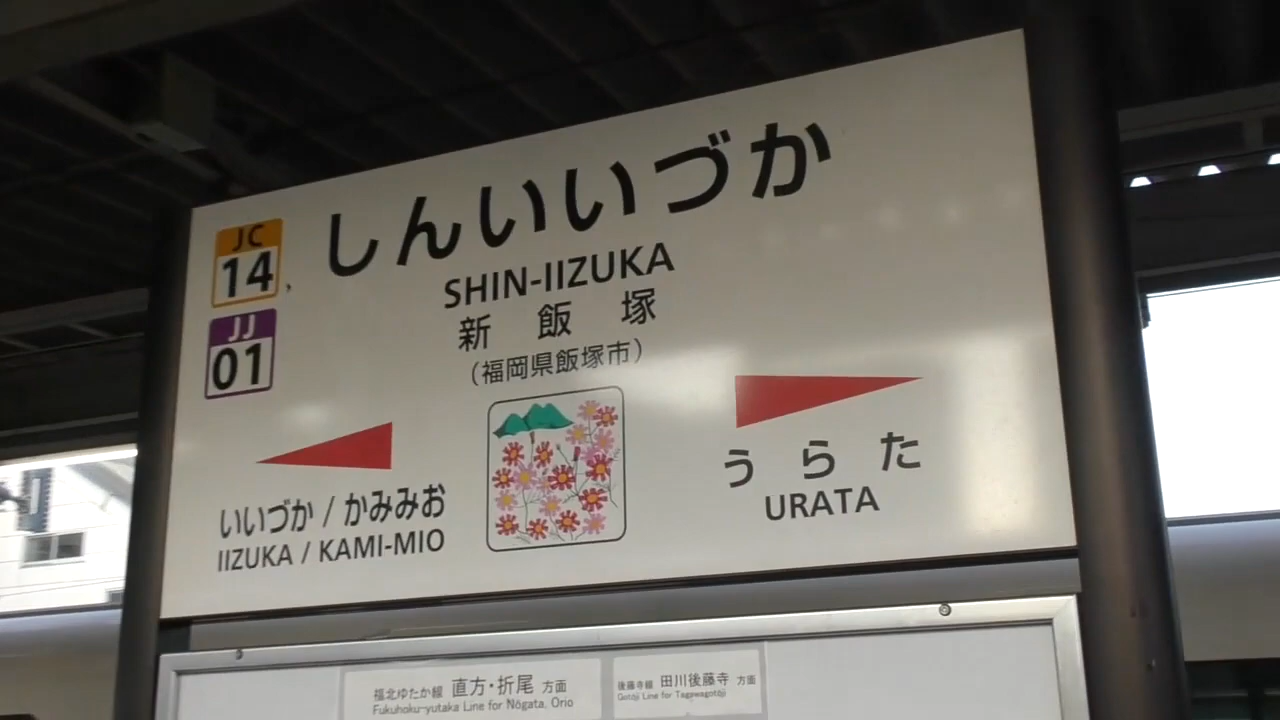 JC
14
JJ
01
しんいいづか
SHIN-IIZUKA
新飯塚
(福岡県飯塚市)
いいづか / かみみお
IIZUKA / KAMI-MIO
うらた
URATA
福北ゆたか線 直方・折尾 方面
Fukuhoku-yutaka Line for Nōgata, Orio
後藤寺線 田川後藤寺 方面
Gotōji Line for Tagawagotōji